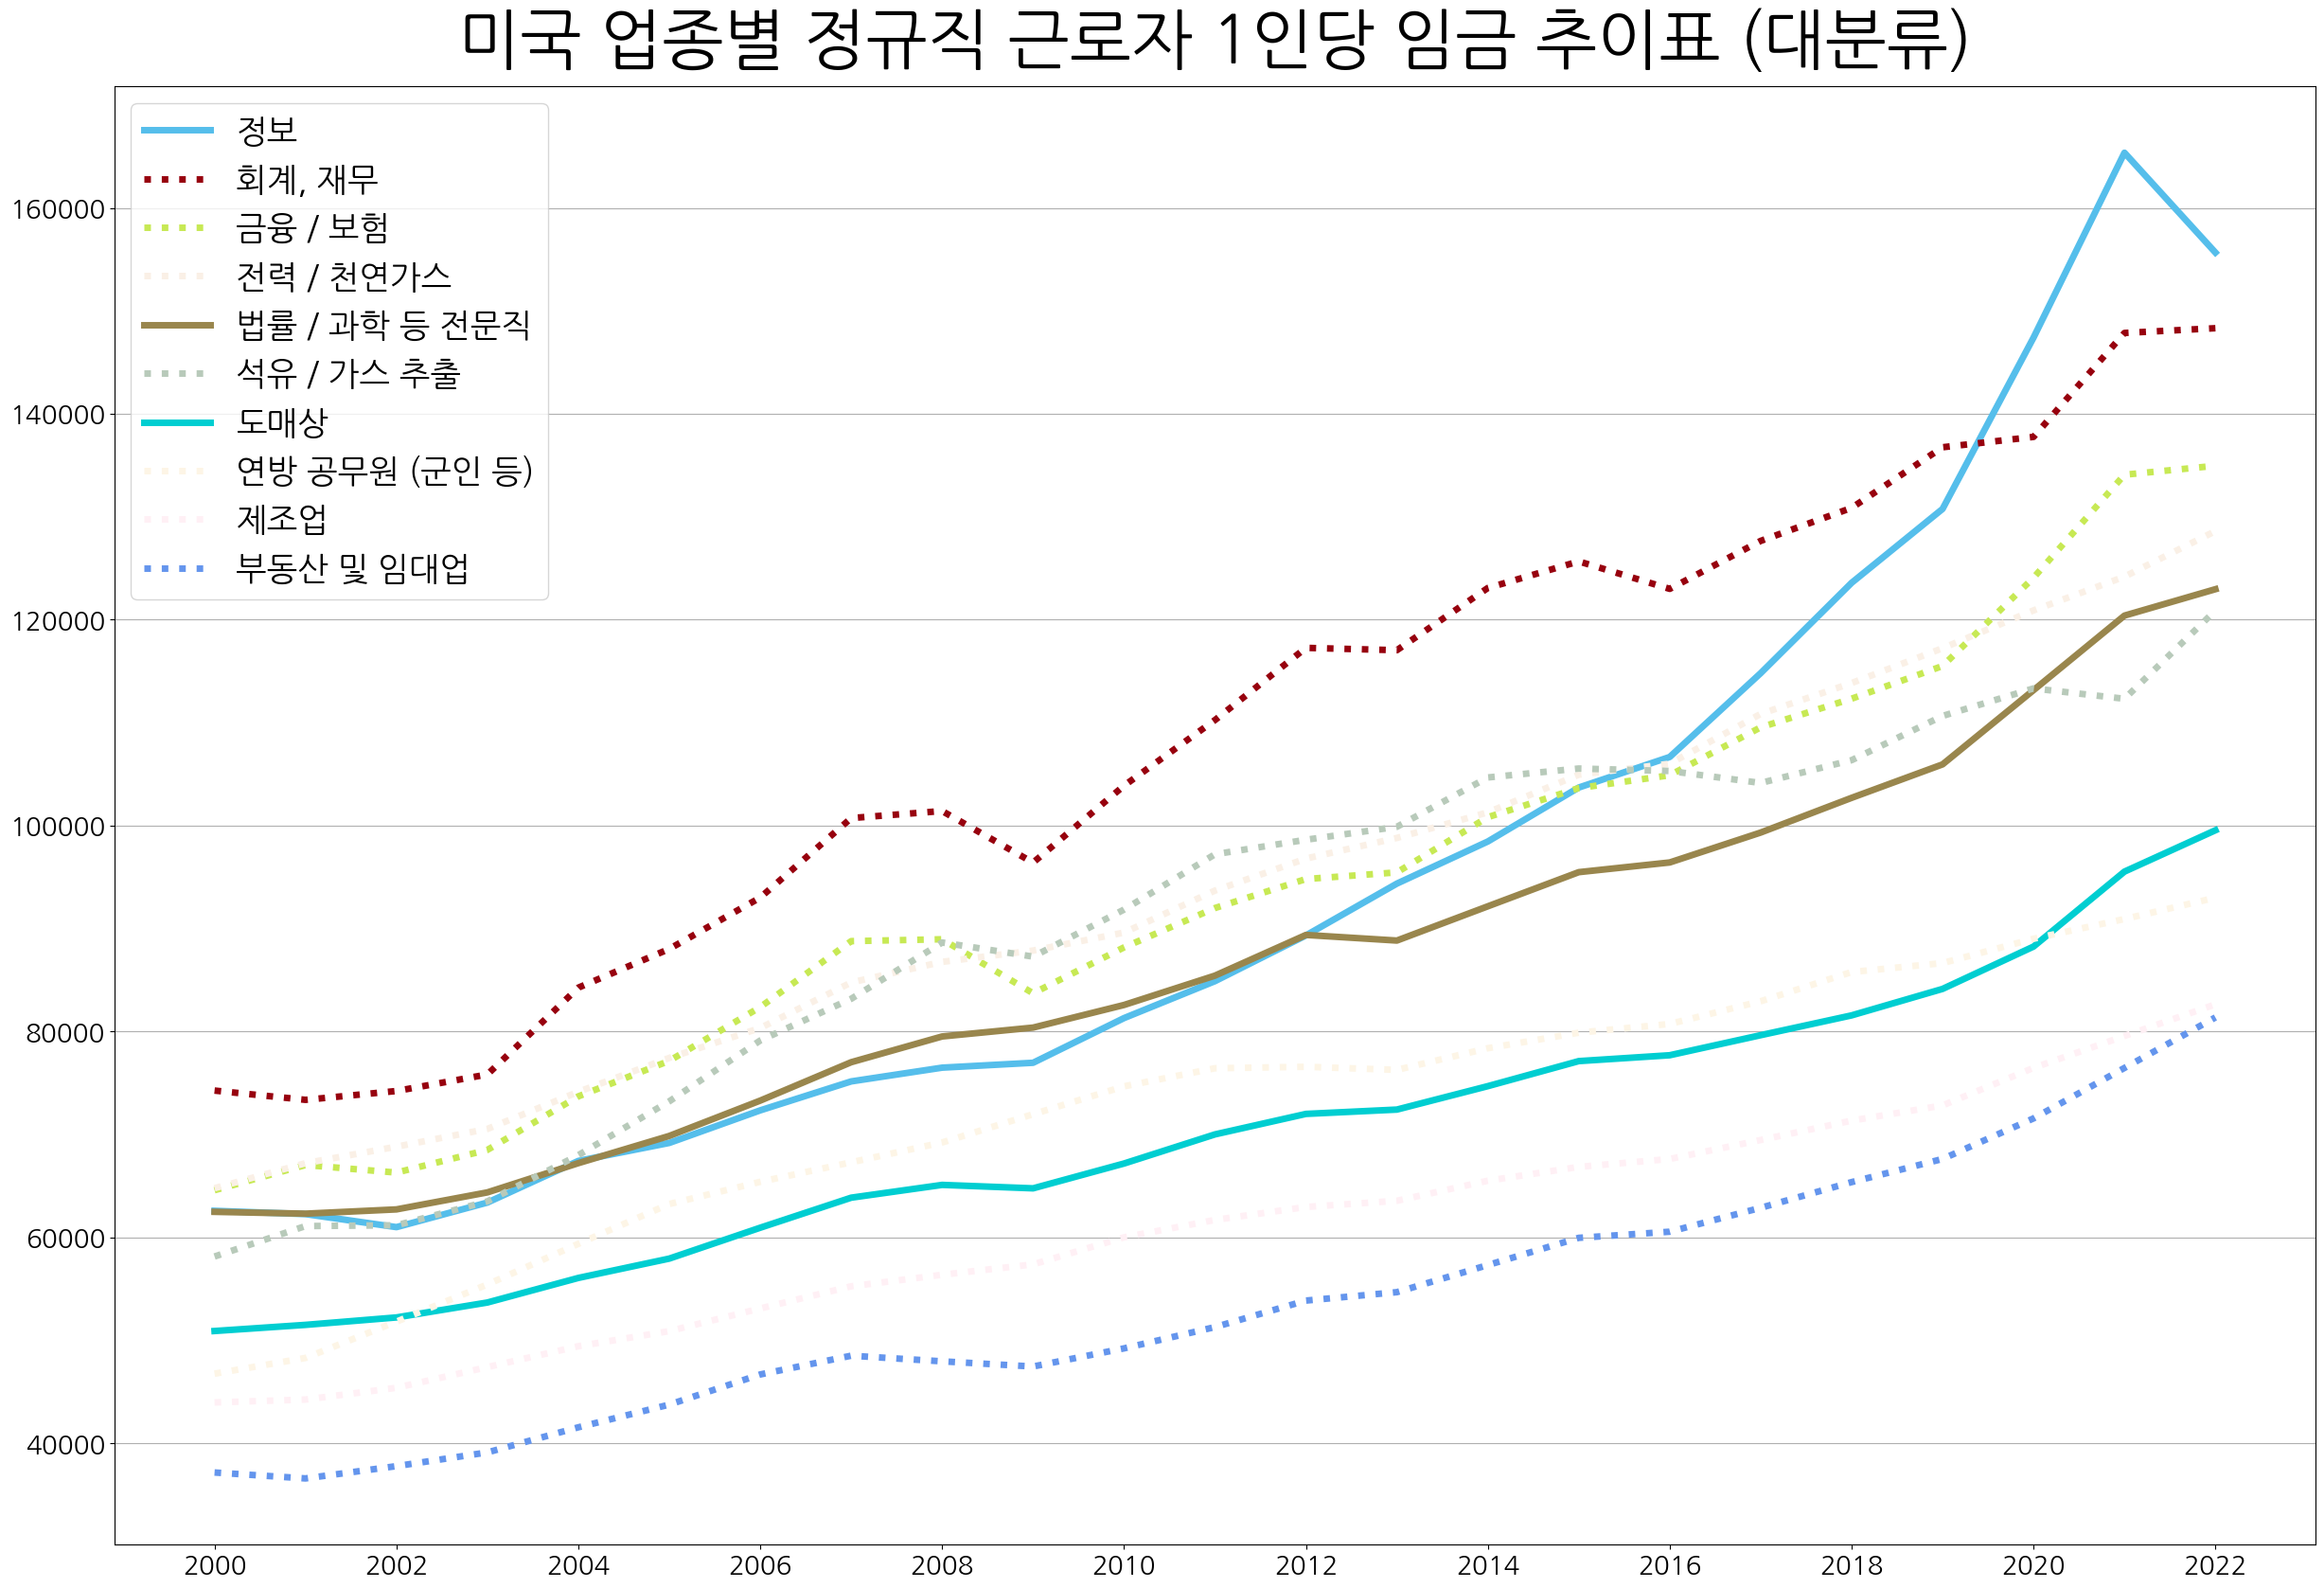 미국 업종별 정규직 근로자 1인당 임금 추이표 (대분류)
정보
회계, 재무
금융 / 보험
전력 / 천연가스
법률 / 과학 등 전문직
석유 / 가스 추출
도매상
연방 공무원 (군인 등)
제조업
부동산 및 임대업
160000
140000
120000
100000
80000
60000
40000
2000 2002 2004 2006 2008 2010 2012 2014 2016 2018 2020 2022